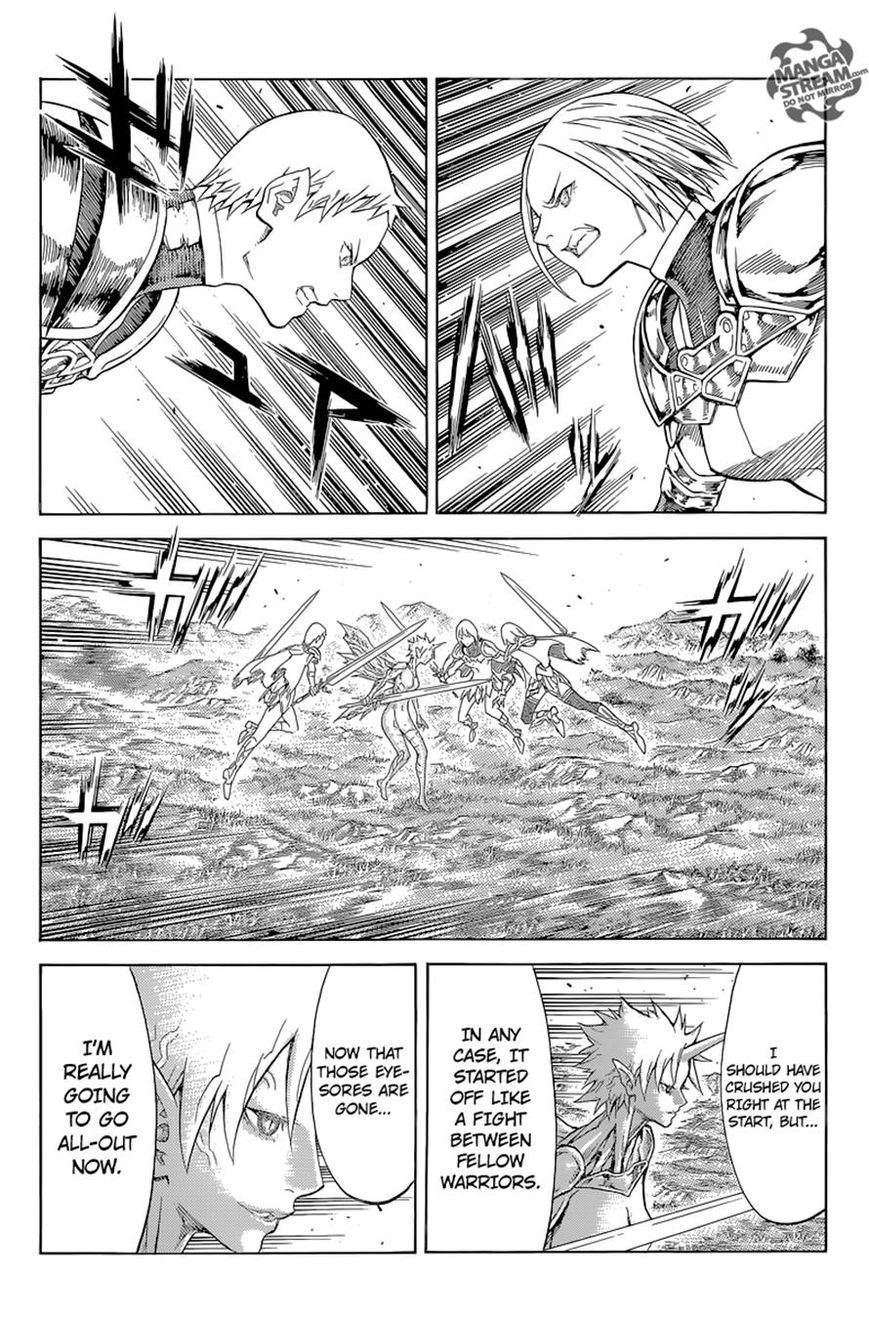 MANGA
STREAM.com
DO NOT MIRROR
I
SHOULD HAVE
CRUSHED YOU
RIGHT AT THE
START, BUT...
IN ANY
CASE, IT
STARTED
OFF LIKE
A FIGHT
BETWEEN
FELLOW
WARRIORS.
NOW THAT
THOSE EYE-
SORES ARE
GONE...
I'M
REALLY
GOING
TO GO
ALL-OUT
NOW.